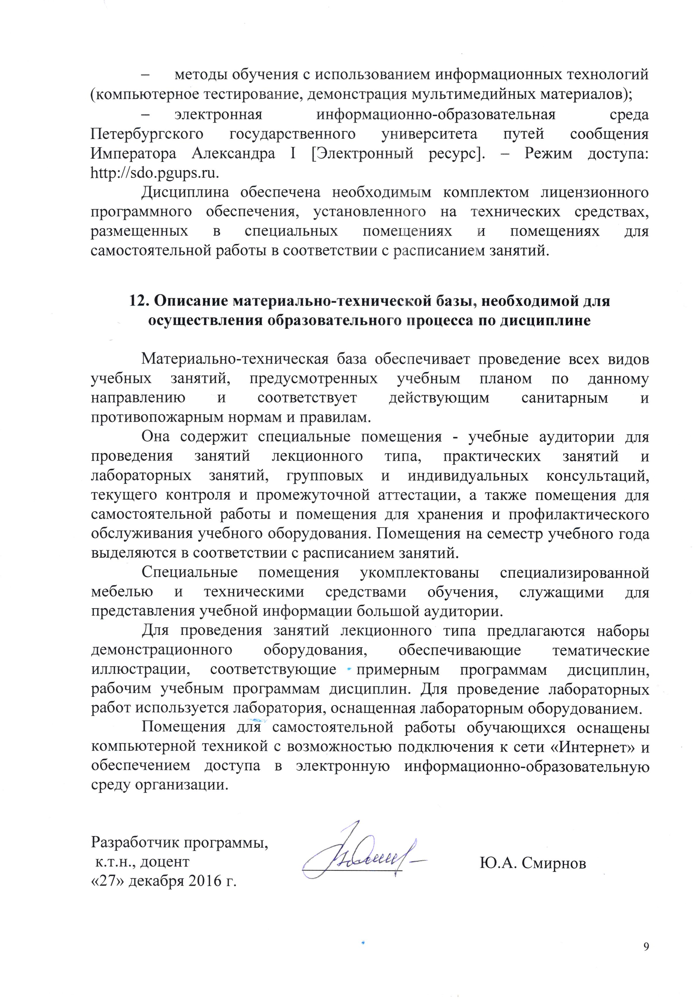 – методы обучения с использованием информационных технологий
(компьютерное тестирование, демонстрация мультимедийных материалов);
– электронная информационно-образовательная среда
Петербургского государственного университета путей сообщения
Императора Александра I [Электронный ресурс]. – Режим доступа:
http://sdo.pgups.ru.
Дисциплина обеспечена необходимым комплектом лицензионного
программного обеспечения, установленного на технических средствах,
размещенных в специальных помещениях и помещениях для
самостоятельной работы в соответствии с расписанием занятий.
12. Описание материально-технической базы, необходимой для
осуществления образовательного процесса по дисциплине
Материально-техническая база обеспечивает проведение всех видов
учебных занятий, предусмотренных учебным планом по данному
направлению и соответствует действующим санитарным и
противопожарным нормам и правилам.
Она содержит специальные помещения - учебные аудитории для
проведения занятий лекционного типа, практических занятий и
лабораторных занятий, групповых и индивидуальных консультаций,
текущего контроля и промежуточной аттестации, а также помещения для
самостоятельной работы и помещения для хранения и профилактического
обслуживания учебного оборудования. Помещения на семестр учебного года
выделяются в соответствии с расписанием занятий.
Специальные помещения укомплектованы специализированной
мебелью и техническими средствами обучения, служащими для
представления учебной информации большой аудитории.
Для проведения занятий лекционного типа предлагаются наборы
демонстрационного оборудования, обеспечивающие тематические
иллюстрации, соответствующие примерным программам дисциплин,
рабочим учебным программам дисциплин. Для проведение лабораторных
работ используется лаборатория, оснащенная лабораторным оборудованием.
Помещения для самостоятельной работы обучающихся оснащены
компьютерной техникой с возможностью подключения к сети «Интернет» и
обеспечением доступа в электронную информационно-образовательную
среду организации.
Разработчик программы,
к.т.н., доцент
Ю.А. Смирнов
«27» декабря 2016 г.
9